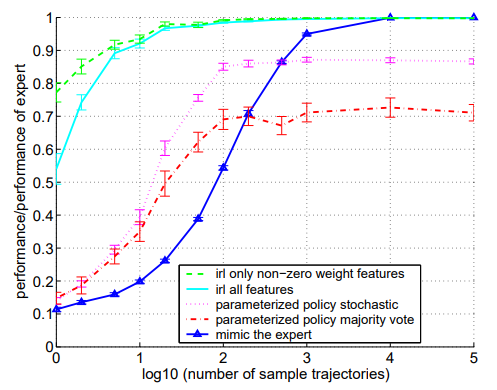 performance/performance of expert
1
0.9
0.8
0.7
0.6
0.5
0.4
0.3
0.2
0.1
0
irl only non-zero weight features
irl all features
parameterized policy stochastic
parameterized policy majority vote
mimic the expert
0 1 2 3 4 5
log10 (number of sample trajectories)